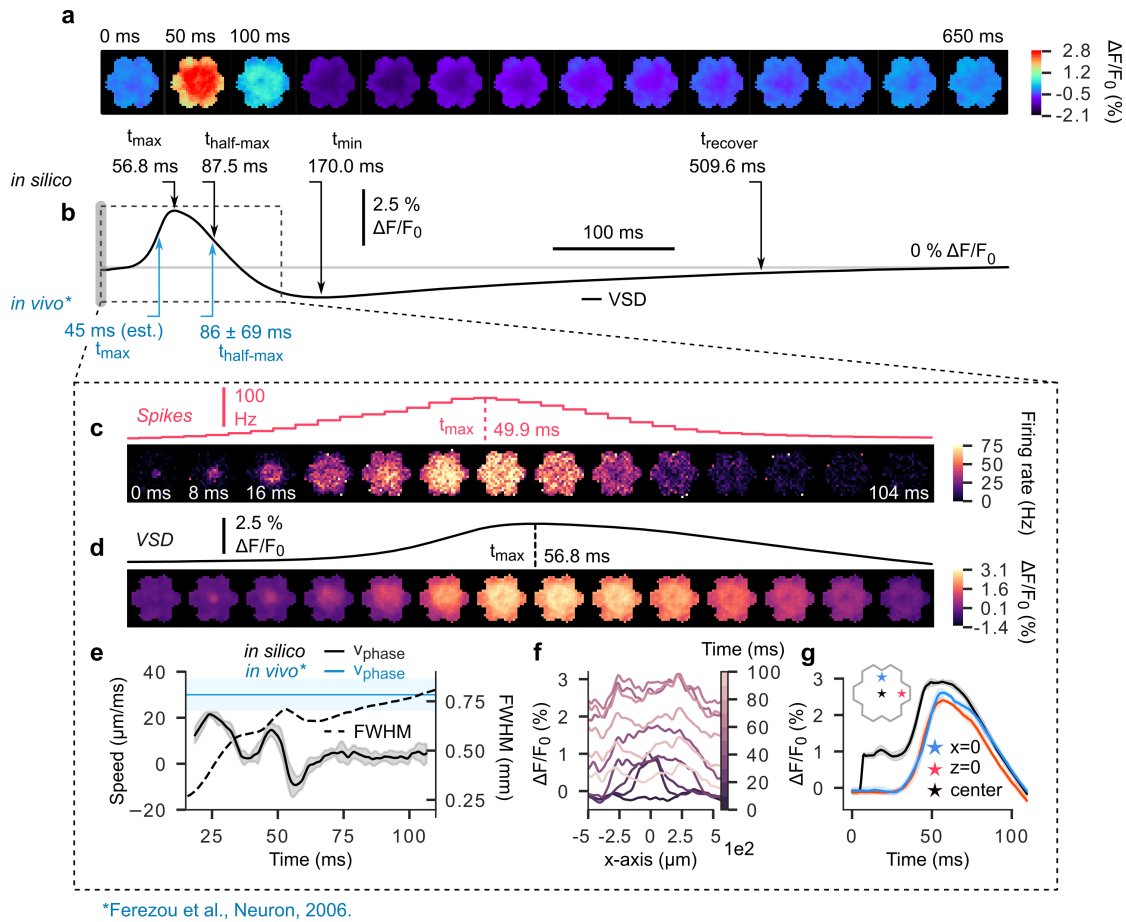 a
0 ms 50 ms 100 ms 650 ms
2.8
1.2
-0.5
-2.1
ΔF/F0 (%)
tmax
56.8 ms
thalf-max
87.5 ms
tmin
170.0 ms
trecover
509.6 ms
in silico
b
2.5 %
ΔF/F0
100 ms
0 % ΔF/F0
VSD
in vivo*
45 ms (est.)
tmax
86 ± 69 ms
thalf-max
c
Spikes
100
Hz
tmax 49.9 ms
0 ms 8 ms 16 ms 104 ms
75
50
25
0
Firing rate (Hz)
d
VSD
2.5 %
ΔF/F0
tmax 56.8 ms
3.1
1.6
0.1
-1.4
ΔF/F0 (%)
e
in silico vphase
in vivo* vphase
FWHM
40
20
0
−20
Speed (µm/ms)
0.75
0.50
0.25
FWHM (mm)
25 50 75 100
Time (ms)
f
Time (ms)
3
2
1
0
ΔF/F0 (%)
100
80
60
40
20
0
-5 -2.5 0 2.5 5
1e2
x-axis (µm)
g
3
2
1
0
ΔF/F0 (%)
x=0
z=0
center
0 50 100
Time (ms)
*Ferezou et al., Neuron, 2006.